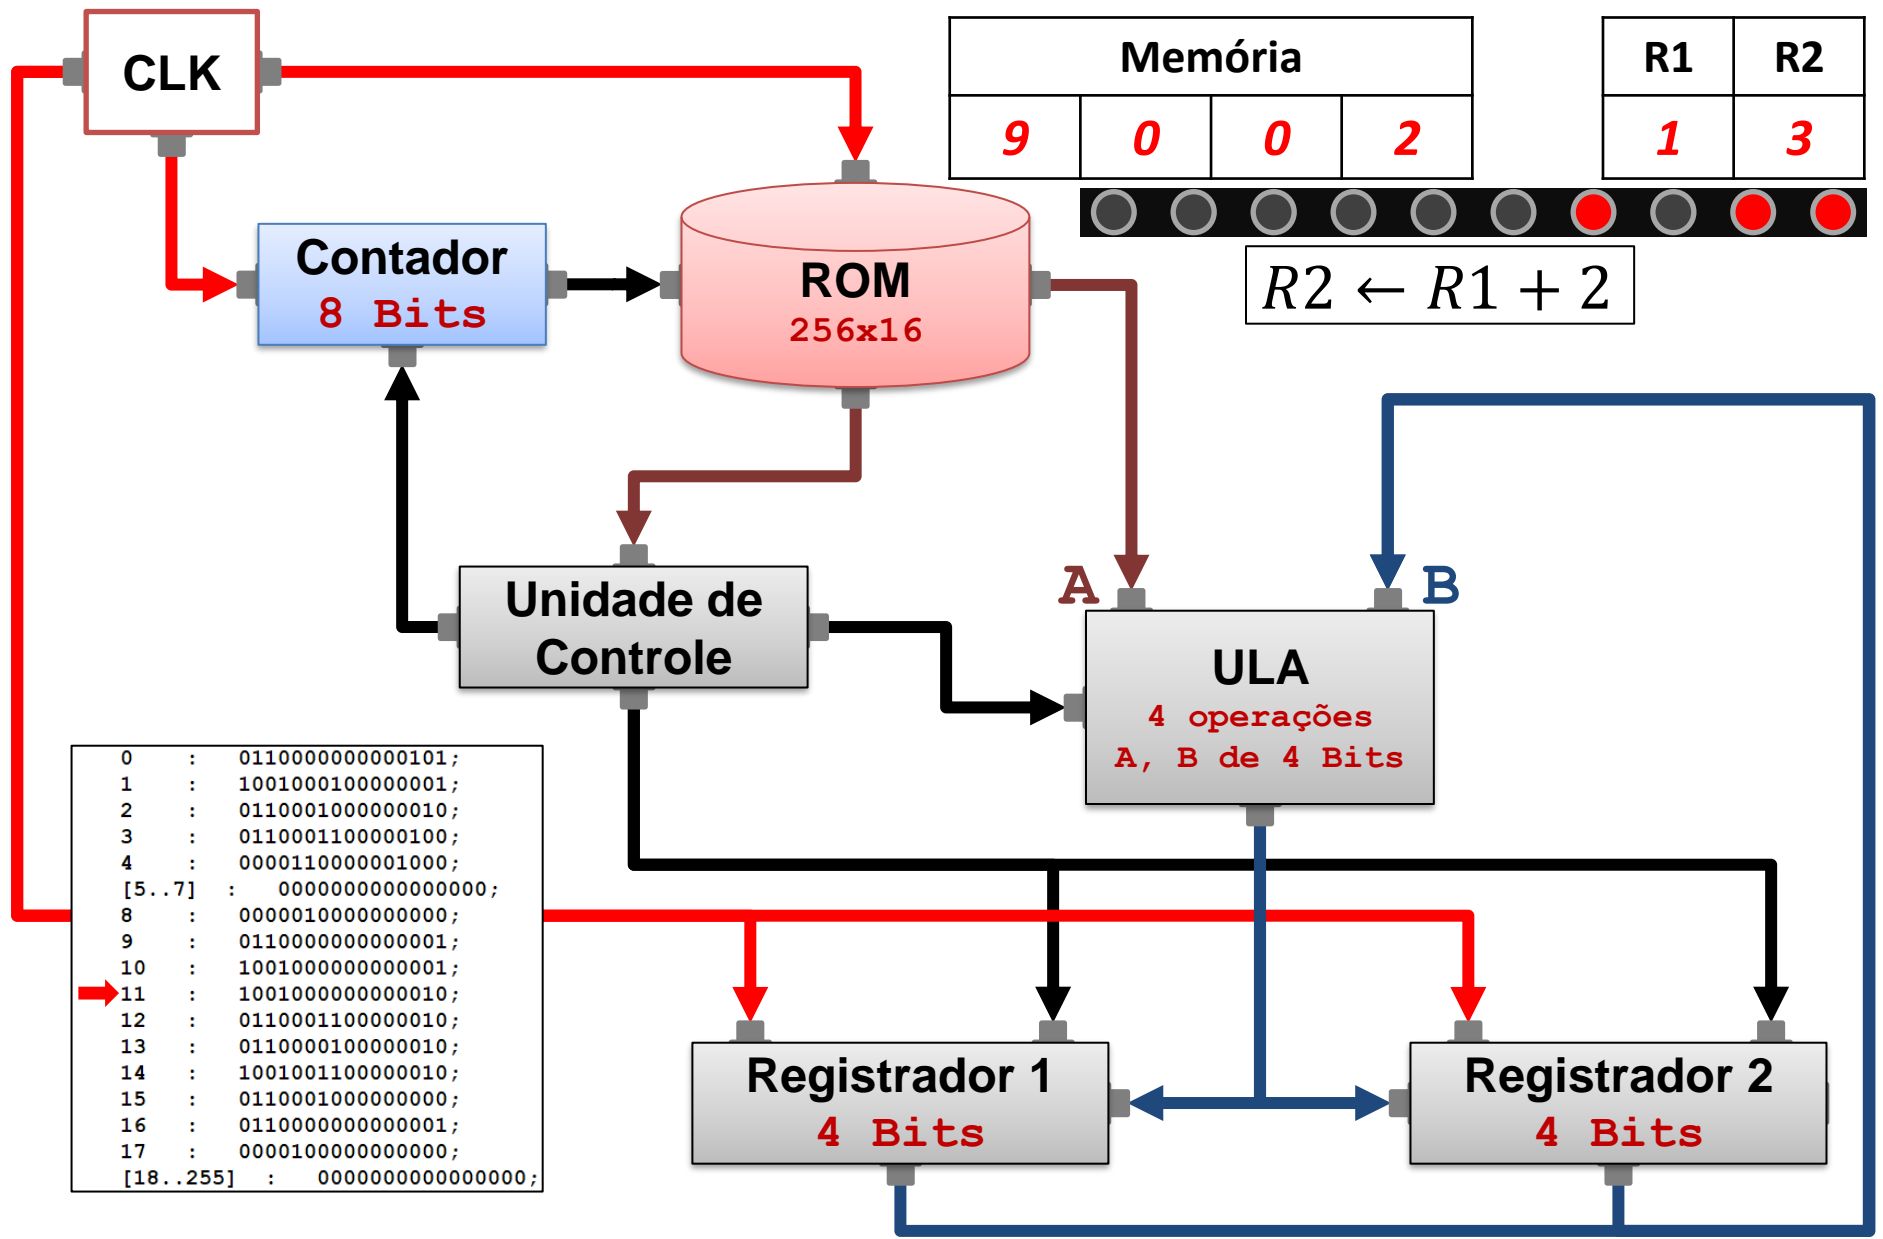 CLK
Memória
9 0 0 2
R1 R2
1 3
R2 ← R1 + 2
Contador
8 Bits
ROM
256x16
A
B
Unidade de
Controle
ULA
4 operações
A, B de 4 Bits
0 : 0110000000000101;
1 : 1001000100000001;
2 : 0110001000000010;
3 : 0110001100000100;
4 : 0000110000001000;
[5..7] : 0000000000000000;
8 : 0000010000000000;
9 : 0110000000000001;
10 : 1001000000000001;
11 : 1001000000000010;
12 : 0110001100000010;
13 : 0110000100000010;
14 : 1001001100000010;
15 : 0110001000000000;
16 : 0110000000000001;
17 : 0000100000000000;
[18..255] : 0000000000000000;
Registrador 1
4 Bits
Registrador 2
4 Bits